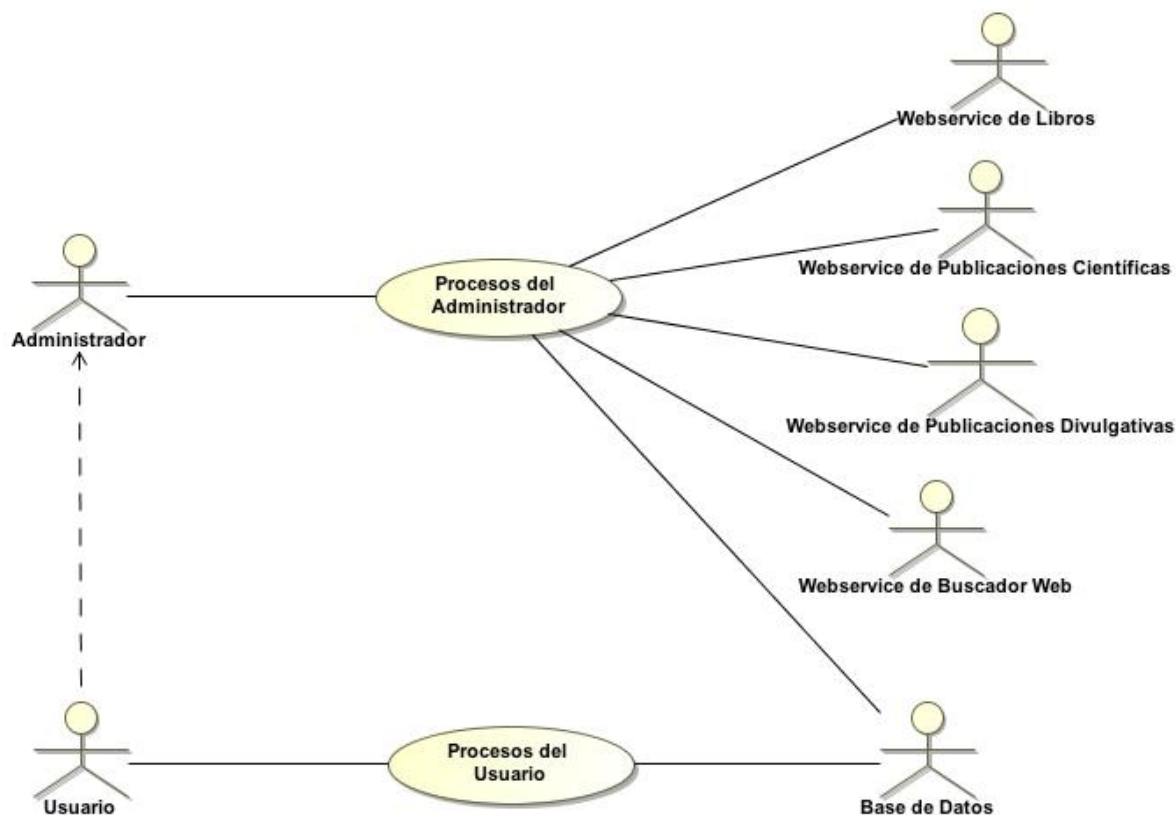 Webservice de Libros
Webservice de Publicaciones Científicas
Procesos del
Administrador
Administrador
Webservice de Publicaciones Divulgativas
Webservice de Buscador Web
Procesos del
Usuario
Usuario
Base de Datos